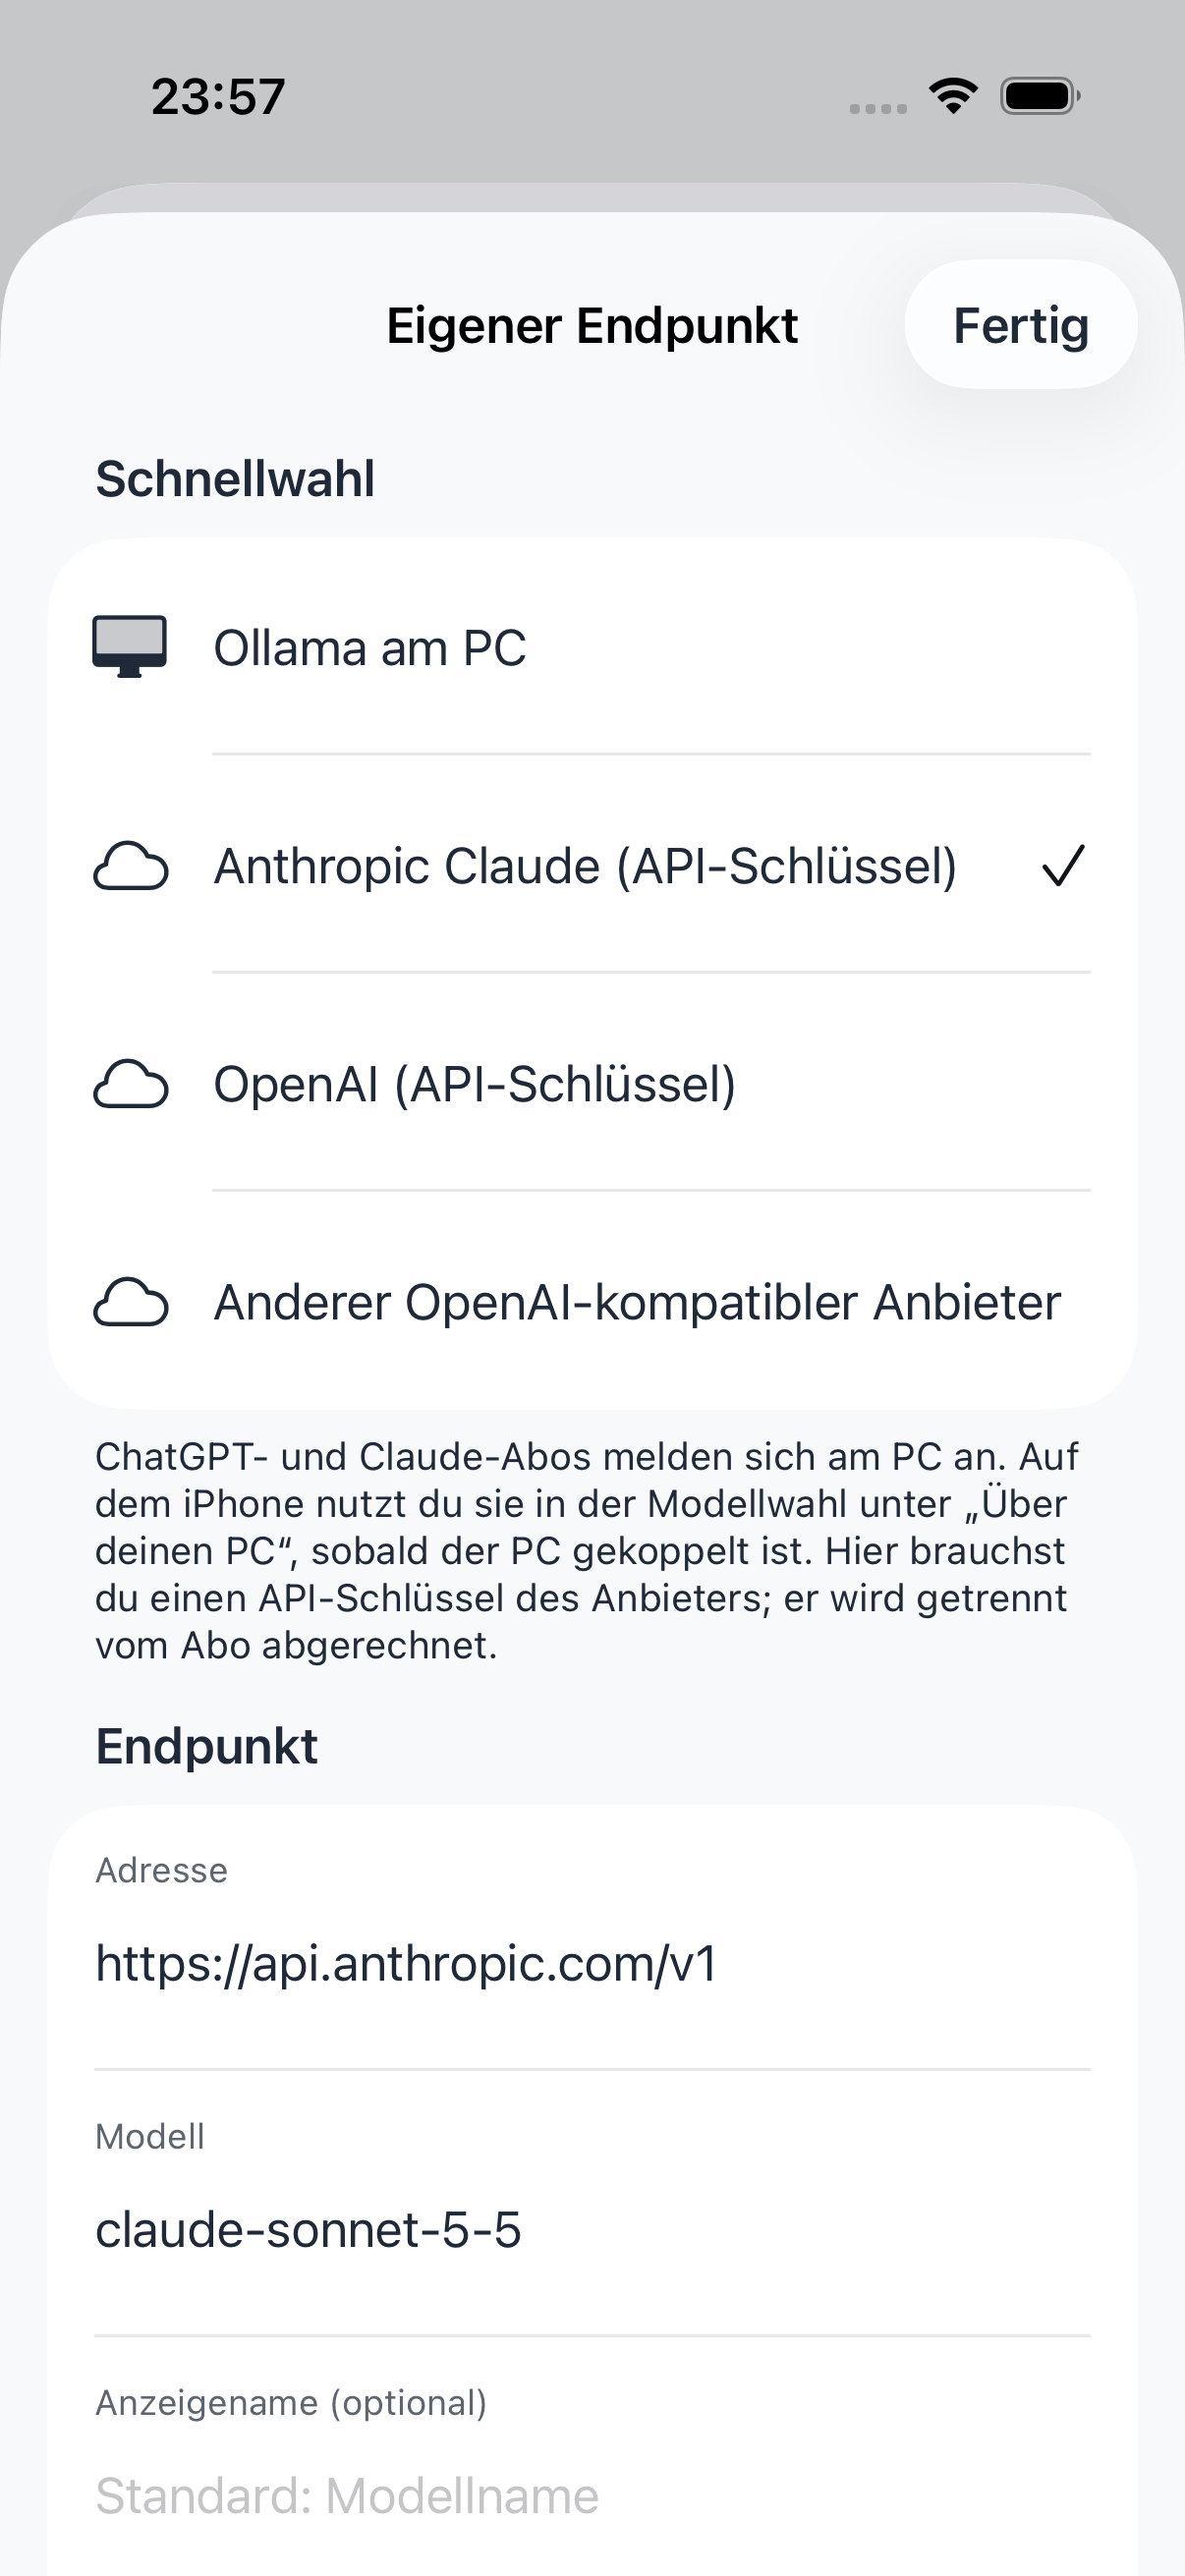 23:57
Eigener Endpunkt
Fertig
Schnellwahl
Ollama am PC
Anthropic Claude (API-Schlüssel)
OpenAI (API-Schlüssel)
Anderer OpenAI-kompatibler Anbieter
ChatGPT- und Claude-Abos melden sich am PC an. Auf
dem iPhone nutzt du sie in der Modellwahl unter „Über
deinen PC“, sobald der PC gekoppelt ist. Hier brauchst
du einen API-Schlüssel des Anbieters; er wird getrennt
vom Abo abgerechnet.
Endpunkt
Adresse
https://api.anthropic.com/v1
Modell
claude-sonnet-5-5
Anzeigename (optional)
Standard: Modellname